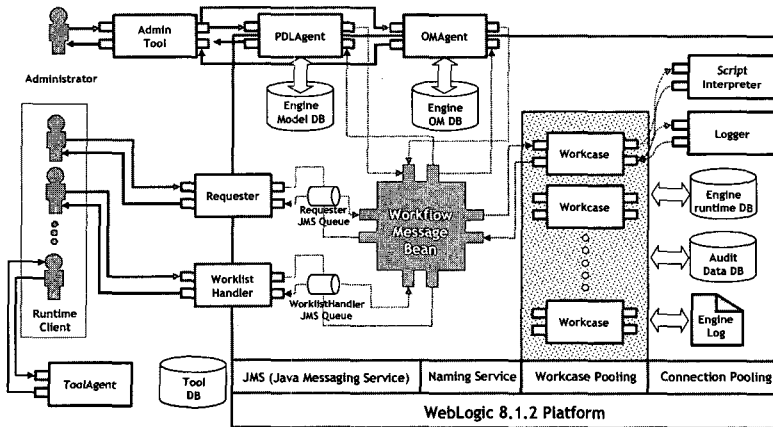 Admin
Tool
PDLAgent
OMAgent
Administrator
Engine
Model DB
Engine
OM DB
Script
Interpreter
Workcase
Logger
Requester
Requester
JMS Queue
Workflow
Message
Bean
Workcase
Engine
runtime DB
Audit
Data DB
Worklist
Handler
WorklistHandler
JMS Queue
Runtime
Client
Workcase
Engine
Log
ToolAgent
Tool
DB
JMS (Java Messaging Service)
Naming Service
Workcase Pooling
Connection Pooling
WebLogic 8.1.2 Platform